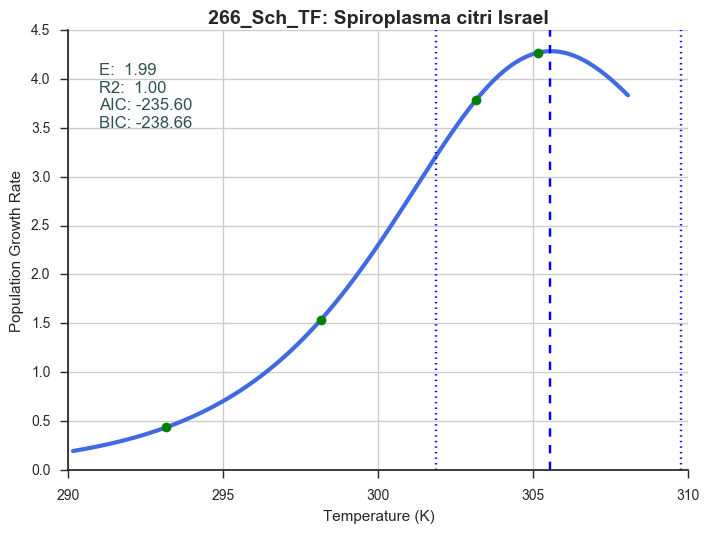 266_Sch_TF: Spiroplasma citri Israel
E:  1.99
R2:  1.00
AIC: -235.60
BIC: -238.66
Population Growth Rate
4.5
4.0
3.5
3.0
2.5
2.0
1.5
1.0
0.5
0.0
290 295 300 305 310
Temperature (K)